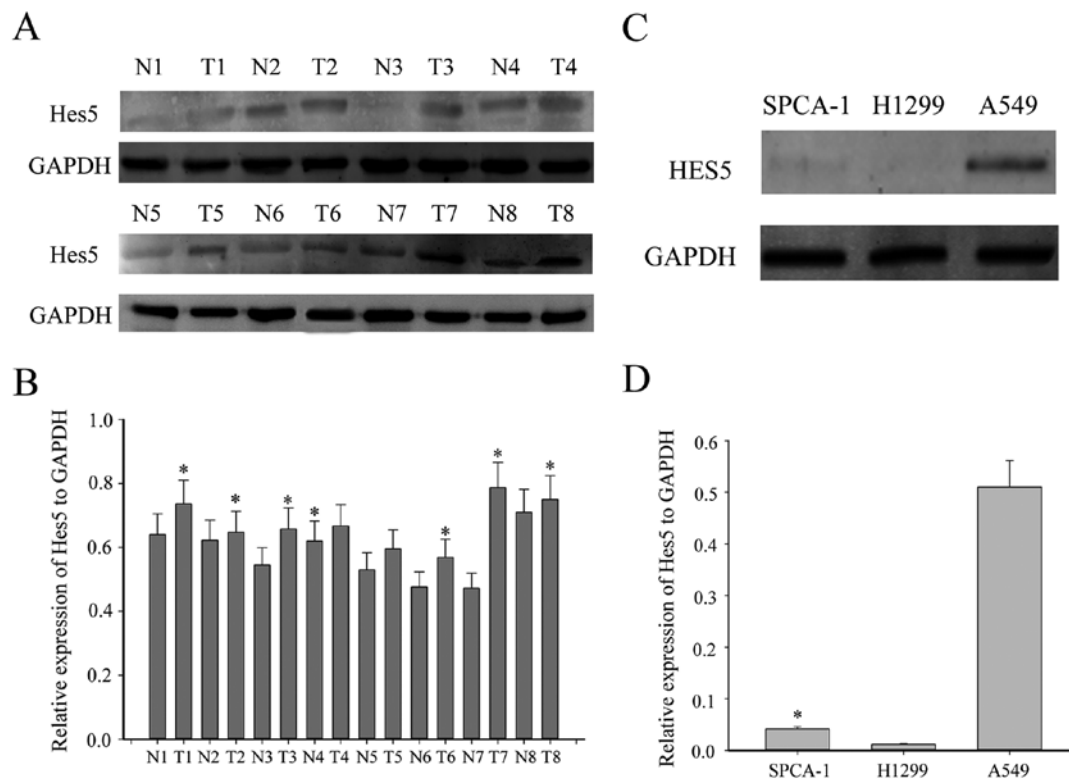 A
N1 T1 N2 T2 N3 T3 N4 T4
Hes5
GAPDH
N5 T5 N6 T6 N7 T7 N8 T8
Hes5
GAPDH
B
Relative expression of Hes5 to GAPDH
1.0
0.8
0.6
0.4
0.2
0.0
* * * * * * *
N1 T1 N2 T2 N3 T3 N4 T4 N5 T5 N6 T6 N7 T7 N8 T8
C
SPCA-1 H1299 A549
HES5
GAPDH
D
Relative expression of Hes5 to GAPDH
0.6
0.5
0.4
0.3
0.2
0.1
0.0
*
SPCA-1 H1299 A549